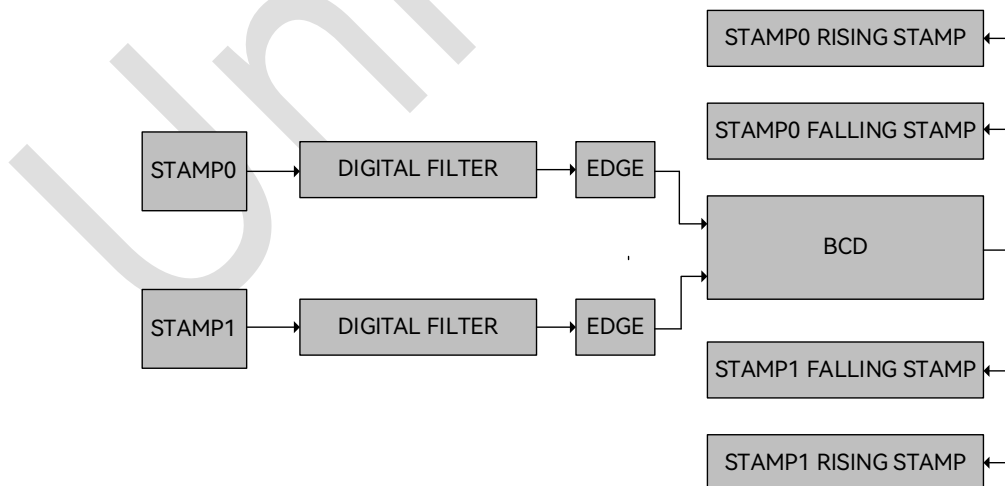 STAMP0 RISING STAMP
STAMP0 FALLING STAMP
STAMP0
DIGITAL FILTER
EDGE
BCD
STAMP1
DIGITAL FILTER
EDGE
STAMP1 FALLING STAMP
STAMP1 RISING STAMP